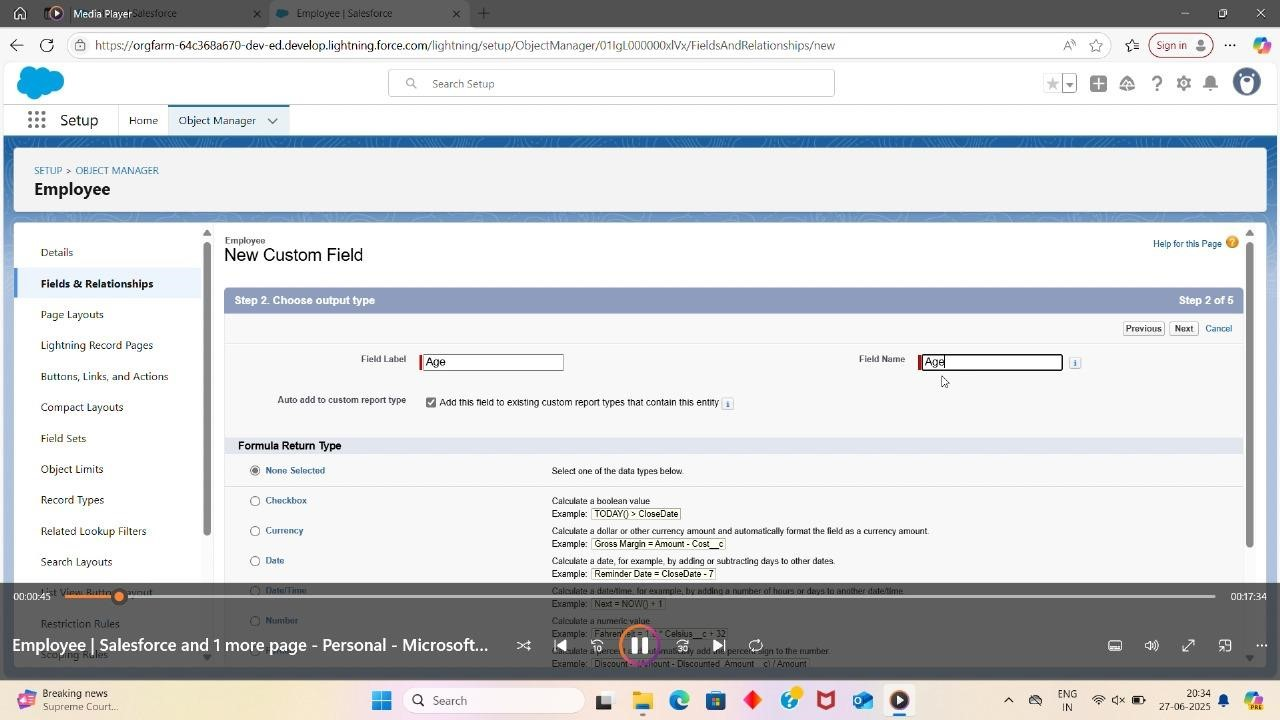 Media Player
Salesforce
Employee | Salesforce
https://orgfarm-64c368a670-dev-ed.develop.lightning.force.com/lightning/setup/ObjectManager/01IgL000000xlVx/FieldsAndRelationships/new
Sign in
Search Setup
Setup
Home
Object Manager
SETUP > OBJECT MANAGER
Employee
Details
Fields & Relationships
Page Layouts
Lightning Record Pages
Buttons, Links, and Actions
Compact Layouts
Field Sets
Object Limits
Record Types
Related Lookup Filters
Search Layouts
List View Button Layout
Restriction Rules
Scoping Rules
Employee
New Custom Field
Help for this Page
Step 2. Choose output type
Step 2 of 5
Previous
Next
Cancel
Field Label
Age
Field Name
Age
Auto add to custom report type
Add this field to existing custom report types that contain this entity
Formula Return Type
None Selected
Select one of the data types below.
Checkbox
Calculate a boolean value
Example: TODAY() > CloseDate
Currency
Calculate a dollar or other currency amount and automatically format the field as a currency amount.
Example: Gross Margin = Amount - Cost__c
Date
Calculate a date, for example, by adding or subtracting days to other dates.
Example: Reminder Date = CloseDate - 7
Date/Time
Calculate a date/time, for example, by adding a number of hours or days to another date/time.
Example: Next = NOW() + 1
Number
Calculate a numeric value.
00:00:45
00:17:34
Employee | Salesforce and 1 more page - Personal - Microsoft...
10
30
Breaking news
Supreme Court...
Search
ENG
IN
20:34
27-06-2025